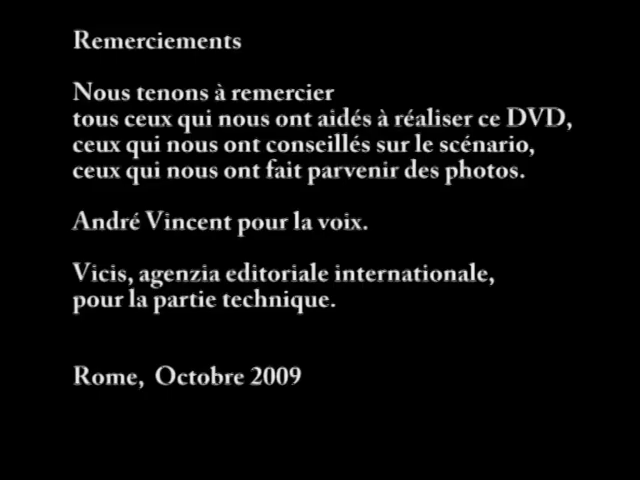 Remerciements
Nous tenons à remercier
tous ceux qui nous ont aidés à réaliser ce DVD,
ceux qui nous ont conseillés sur le scénario,
ceux qui nous ont fait parvenir des photos.
André Vincent pour la voix.
Vicis, agenzia editoriale internationale,
pour la partie technique.
Rome, Octobre 2009